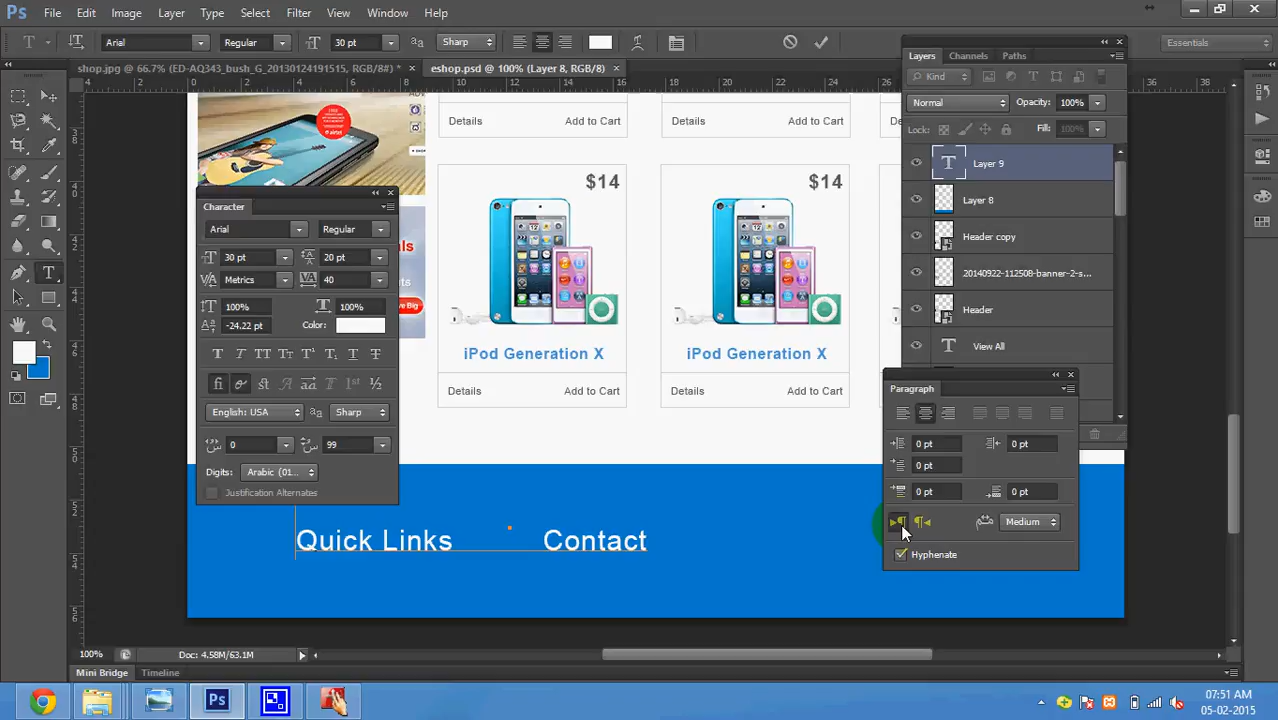 Ps File Edit Image Layer Type Select Filter View Window Help
T Arial Regular 30 pt aa Sharp Essentials
shop.jpg @ 66.7% (ED-AQ343_busb_G_20130124191515, RGB/8#) * eshop.psd @ 100% (Layer 8, RGB/8) ×
Layers Channels Paths
Kind
Normal Opacity: 100%
Lock: Fill: 100%
Layer 9
Layer 8
Header copy
20140922-112508-banner-2-s...
Header
View All
Details Add to Cart Details Add to Cart
$14 $14
iPod Generation X iPod Generation X
Details Add to Cart Details Add to Cart
Character
Arial Regular
30 pt 20 pt
Metrics 40
100% 100%
-24.22 pt Color:
English: USA aa Sharp
0 99
Digits: Arabic (01...
Justification Alternates
Paragraph
0 pt 0 pt
0 pt
0 pt 0 pt
Medium
Hyphenate
Quick Links Contact
100% Doc: 4.58M/63.1M
Mini Bridge Timeline
Ps
07:51 AM
05-02-2015